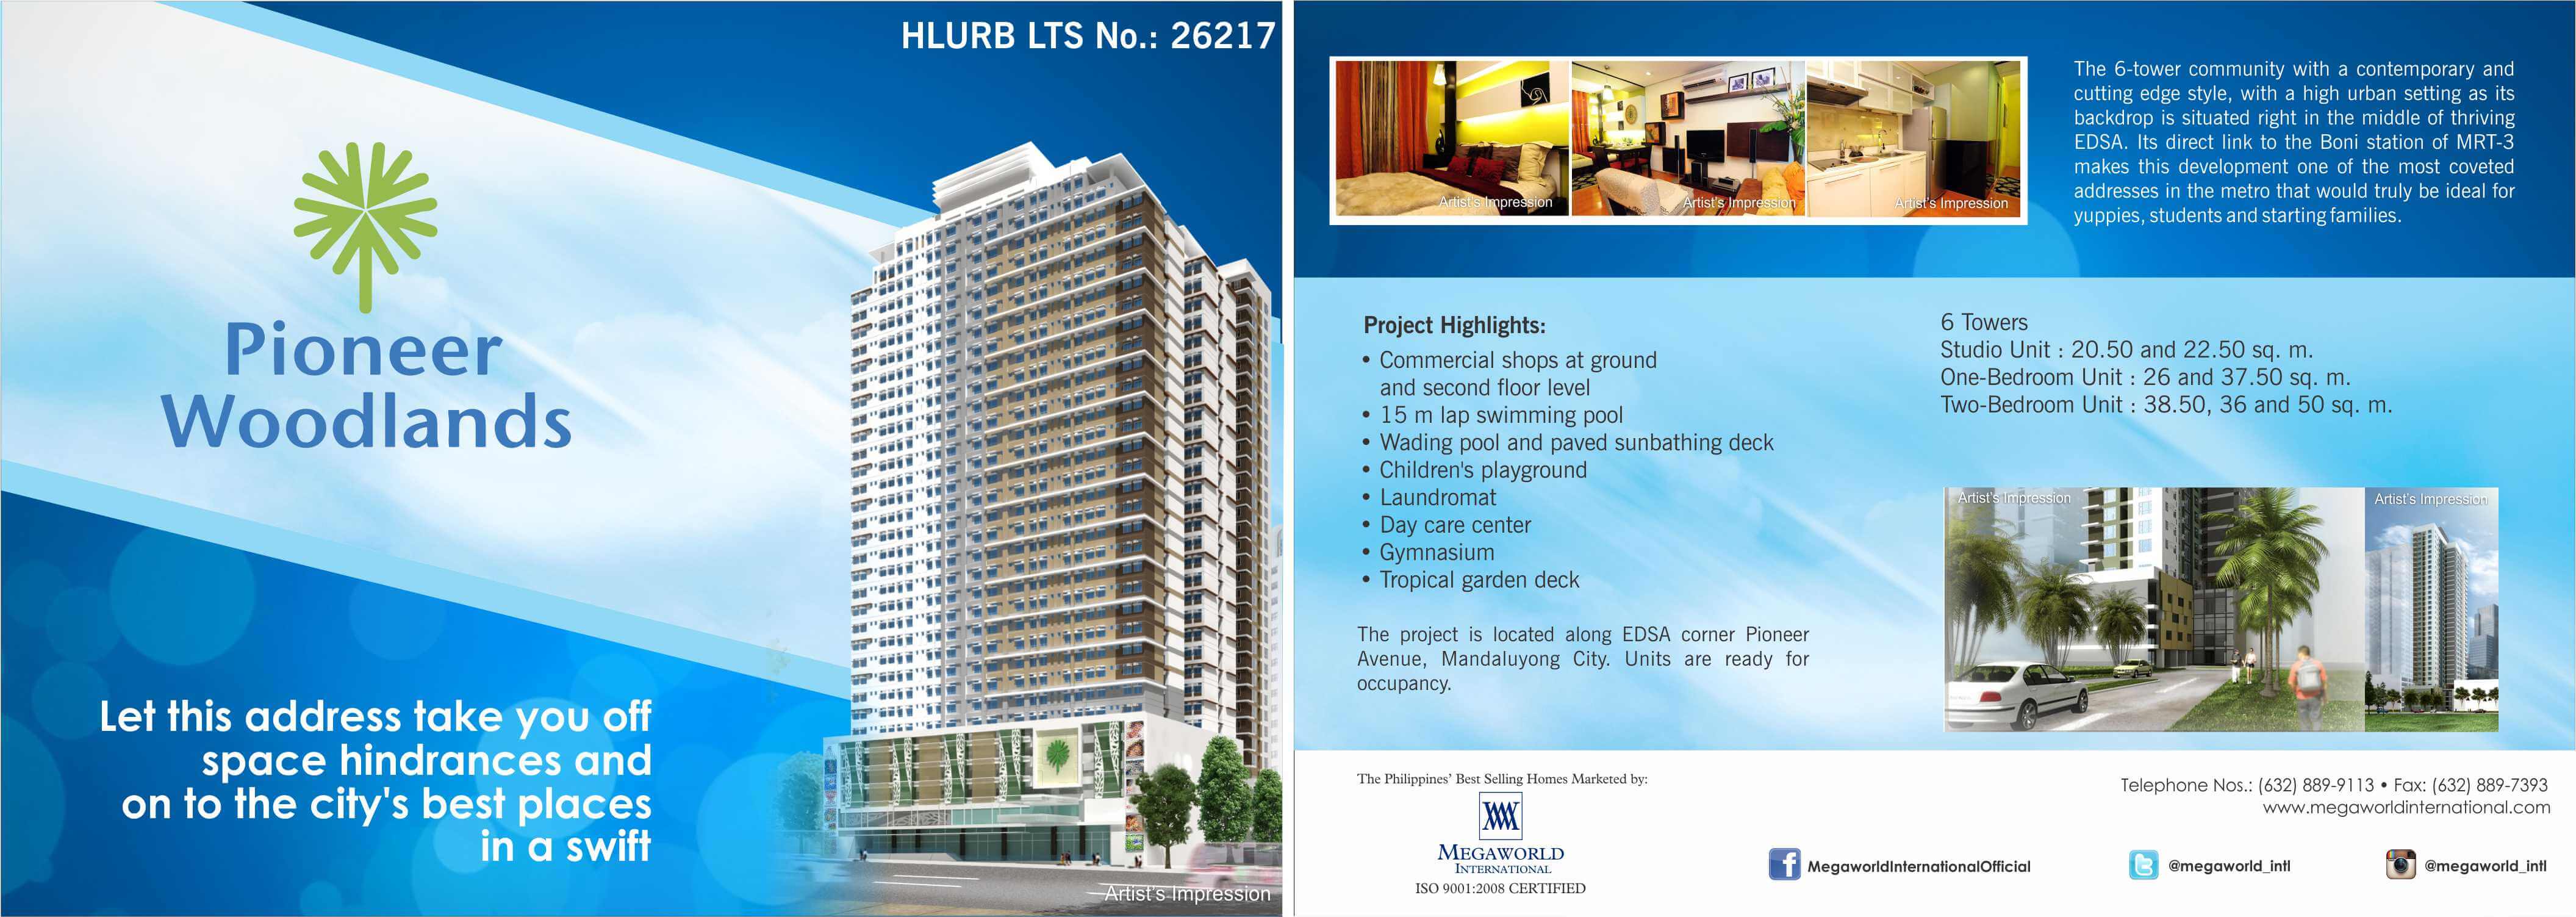 HLURB LTS No.: 26217
Pioneer
Woodlands
Let this address take you off
space hindrances and
on to the city's best places
in a swift
Artist's Impression
Artist's Impression
Artist's Impression
Artist's Impression
The 6-tower community with a contemporary and
cutting edge style, with a high urban setting as its
backdrop is situated right in the middle of thriving
EDSA. Its direct link to the Boni station of MRT-3
makes this development one of the most coveted
addresses in the metro that would truly be ideal for
yuppies, students and starting families.
Project Highlights:
• Commercial shops at ground
and second floor level
• 15 m lap swimming pool
• Wading pool and paved sunbathing deck
• Children's playground
• Laundromat
• Day care center
• Gymnasium
• Tropical garden deck
The project is located along EDSA corner Pioneer
Avenue, Mandaluyong City. Units are ready for
occupancy.
6 Towers
Studio Unit : 20.50 and 22.50 sq. m.
One-Bedroom Unit : 26 and 37.50 sq. m.
Two-Bedroom Unit : 38.50, 36 and 50 sq. m.
Artist's Impression
Artist's Impression
The Philippines' Best Selling Homes Marketed by:
MEGAWORLD
INTERNATIONAL
ISO 9001:2008 CERTIFIED
Telephone Nos.: (632) 889-9113 • Fax: (632) 889-7393
www.megaworldinternational.com
MegaworldInternationalOfficial
@megaworld_intl
@megaworld_intl